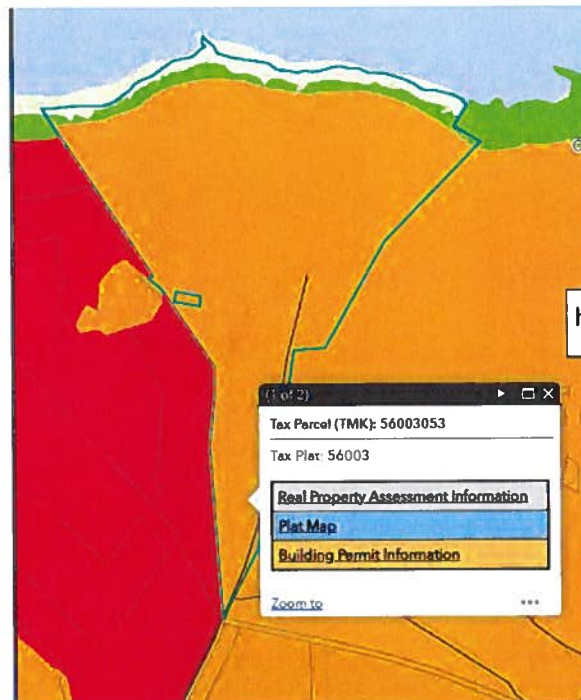 (1 of 2)
Tax Parcel (TMK): 56003053
Tax Plat: 56003
Real Property Assessment Information
Plat Map
Building Permit Information
Zoom to